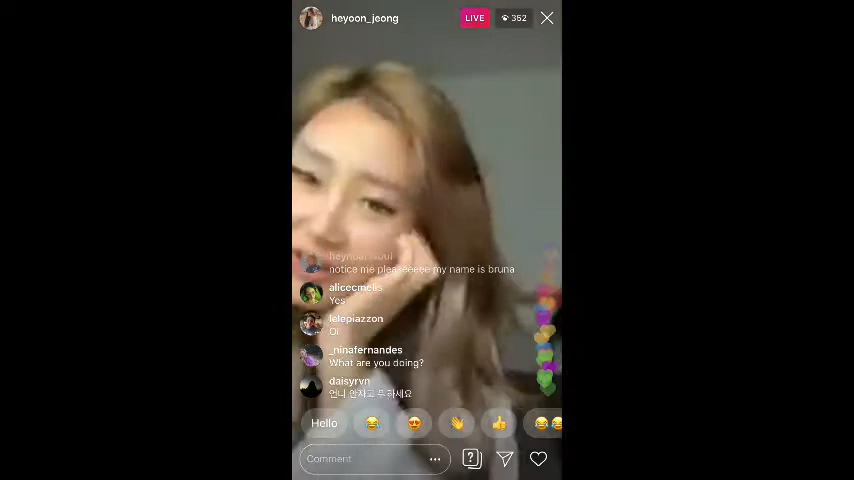 heyoon_jeong
LIVE
362
notice me pleaseeeee my name is bruna
alicecmelis
Yes
lelepiazzon
Oi
_ninafernandes
What are you doing?
daisyrvn
언니 안자고 뭐하세요
Hello
Comment